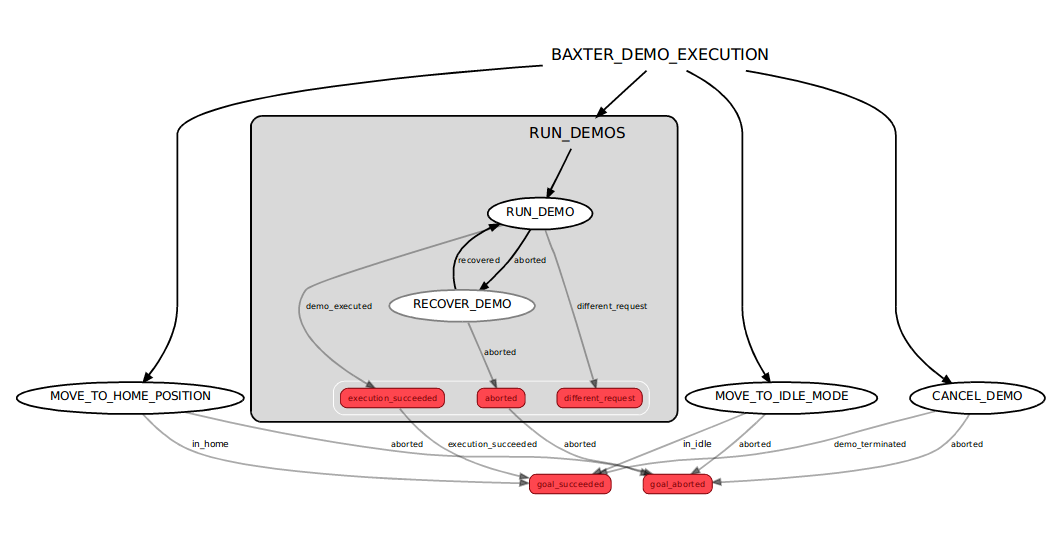 BAXTER_DEMO_EXECUTION
RUN_DEMOS
RUN_DEMO
recovered
aborted
RECOVER_DEMO
demo_executed
different_request
aborted
execution_succeeded
aborted
different_request
MOVE_TO_HOME_POSITION
MOVE_TO_IDLE_MODE
CANCEL_DEMO
in_home
aborted
execution_succeeded
aborted
in_idle
aborted
demo_terminated
aborted
goal_succeeded
goal_aborted